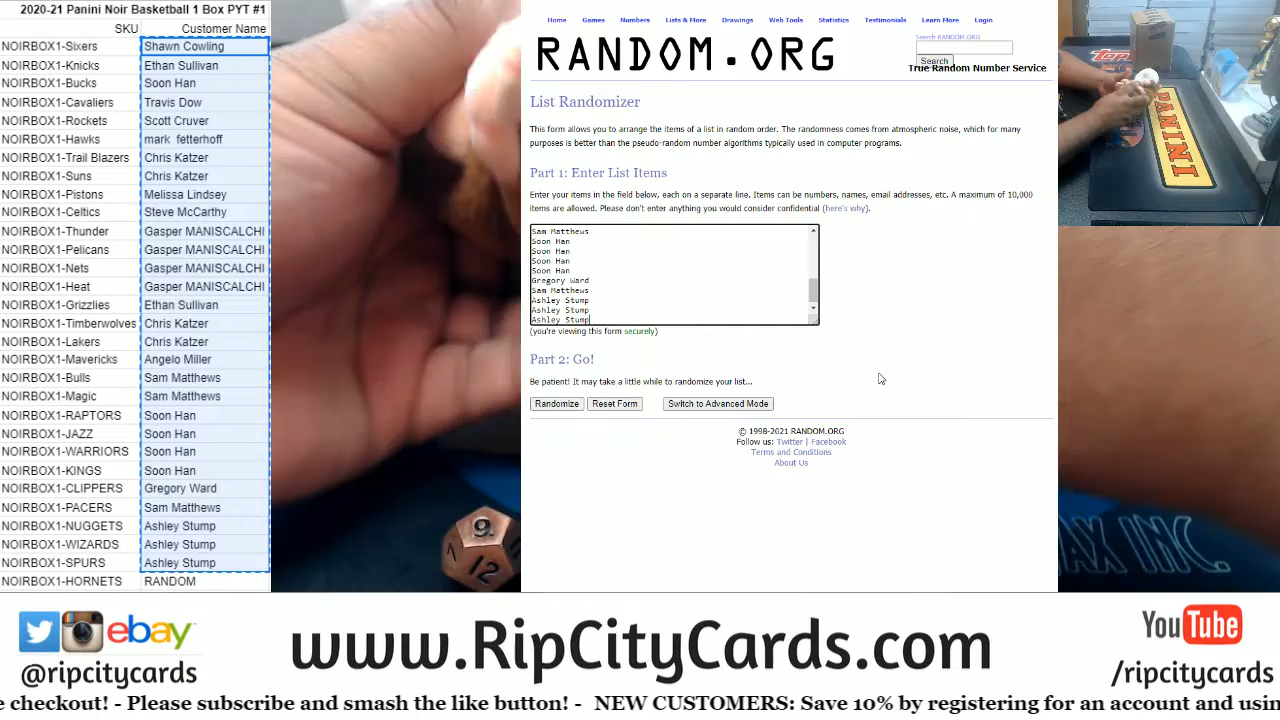 2020-21 Panini Noir Basketball 1 Box PYT #1
SKU Customer Name
NOIRBOX1-Sixers Shawn Cowling
NOIRBOX1-Knicks Ethan Sullivan
NOIRBOX1-Bucks Soon Han
NOIRBOX1-Cavaliers Travis Dow
NOIRBOX1-Rockets Scott Cruver
NOIRBOX1-Hawks mark fetterhoff
NOIRBOX1-Trail Blazers Chris Katzer
NOIRBOX1-Suns Chris Katzer
NOIRBOX1-Pistons Melissa Lindsey
NOIRBOX1-Celtics Steve McCarthy
NOIRBOX1-Thunder Gasper MANISCALCHI
NOIRBOX1-Pelicans Gasper MANISCALCHI
NOIRBOX1-Nets Gasper MANISCALCHI
NOIRBOX1-Heat Gasper MANISCALCHI
NOIRBOX1-Grizzlies Ethan Sullivan
NOIRBOX1-Timberwolves Chris Katzer
NOIRBOX1-Lakers Chris Katzer
NOIRBOX1-Mavericks Angelo Miller
NOIRBOX1-Bulls Sam Matthews
NOIRBOX1-Magic Sam Matthews
NOIRBOX1-RAPTORS Soon Han
NOIRBOX1-JAZZ Soon Han
NOIRBOX1-WARRIORS Soon Han
NOIRBOX1-KINGS Soon Han
NOIRBOX1-CLIPPERS Gregory Ward
NOIRBOX1-PACERS Sam Matthews
NOIRBOX1-NUGGETS Ashley Stump
NOIRBOX1-WIZARDS Ashley Stump
NOIRBOX1-SPURS Ashley Stump
NOIRBOX1-HORNETS RANDOM
9
1
12
Home Games Numbers Lists & More Drawings Web Tools Statistics Testimonials Learn More Login
Search RANDOM.ORG
Search
RANDOM.ORG
True Random Number Service
List Randomizer
This form allows you to arrange the items of a list in random order. The randomness comes from atmospheric noise, which for many
purposes is better than the pseudo-random number algorithms typically used in computer programs.
Part 1: Enter List Items
Enter your items in the field below, each on a separate line. Items can be numbers, names, email addresses, etc. A maximum of 10,000
items are allowed. Please don't enter anything you would consider confidential (here's why).
Sam Matthews
Soon Han
Soon Han
Soon Han
Soon Han
Gregory Ward
Sam Matthews
Ashley Stump
Ashley Stump
Ashley Stump
(you're viewing this form securely)
Part 2: Go!
Be patient! It may take a little while to randomize your list...
Randomize Reset Form Switch to Advanced Mode
© 1998-2021 RANDOM.ORG
Follow us: Twitter | Facebook
Terms and Conditions
About Us
PANINI
AX INC.
ebay
@ripcitycards
www.RipCityCards.com
YouTube
/ripcitycards
e checkout! - Please subscribe and smash the like button! - NEW CUSTOMERS: Save 10% by registering for an account and usin